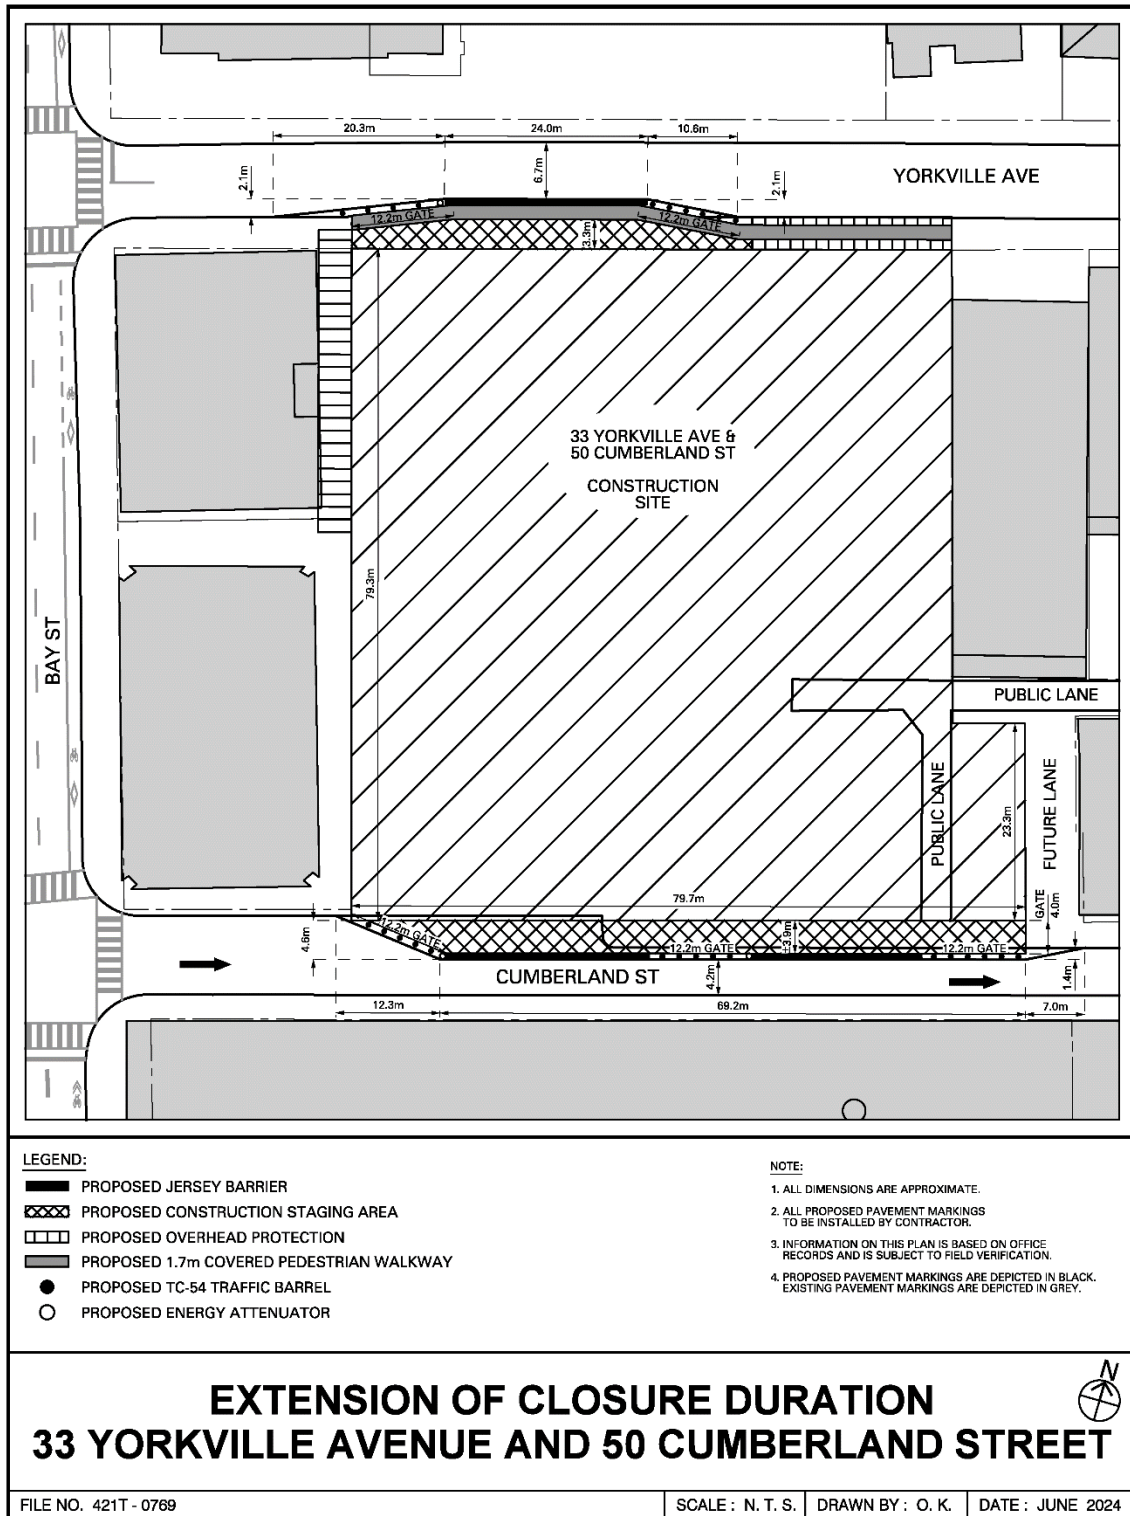 20.3m
24.0m
10.6m
2.1m
6.7m
2.1m
YORKVILLE AVE
12.2m GATE
12.2m GATE
3.3m
33 YORKVILLE AVE &
50 CUMBERLAND ST
CONSTRUCTION
SITE
79.3m
BAY ST
PUBLIC LANE
PUBLIC LANE
23.3m
FUTURE LANE
79.7m
GATE
4.0m
4.6m
12.2m GATE
12.2m GATE
±3.9m
12.2m GATE
CUMBERLAND ST
4.2m
1.4m
12.3m
69.2m
7.0m
LEGEND:
PROPOSED JERSEY BARRIER
PROPOSED CONSTRUCTION STAGING AREA
PROPOSED OVERHEAD PROTECTION
PROPOSED 1.7m COVERED PEDESTRIAN WALKWAY
PROPOSED TC-54 TRAFFIC BARREL
PROPOSED ENERGY ATTENUATOR
NOTE:
1. ALL DIMENSIONS ARE APPROXIMATE.
2. ALL PROPOSED PAVEMENT MARKINGS
TO BE INSTALLED BY CONTRACTOR.
3. INFORMATION ON THIS PLAN IS BASED ON OFFICE
RECORDS AND IS SUBJECT TO FIELD VERIFICATION.
4. PROPOSED PAVEMENT MARKINGS ARE DEPICTED IN BLACK.
EXISTING PAVEMENT MARKINGS ARE DEPICTED IN GREY.
N
EXTENSION OF CLOSURE DURATION
33 YORKVILLE AVENUE AND 50 CUMBERLAND STREET
FILE NO. 421T - 0769
SCALE : N. T. S.
DRAWN BY : O. K.
DATE : JUNE 2024